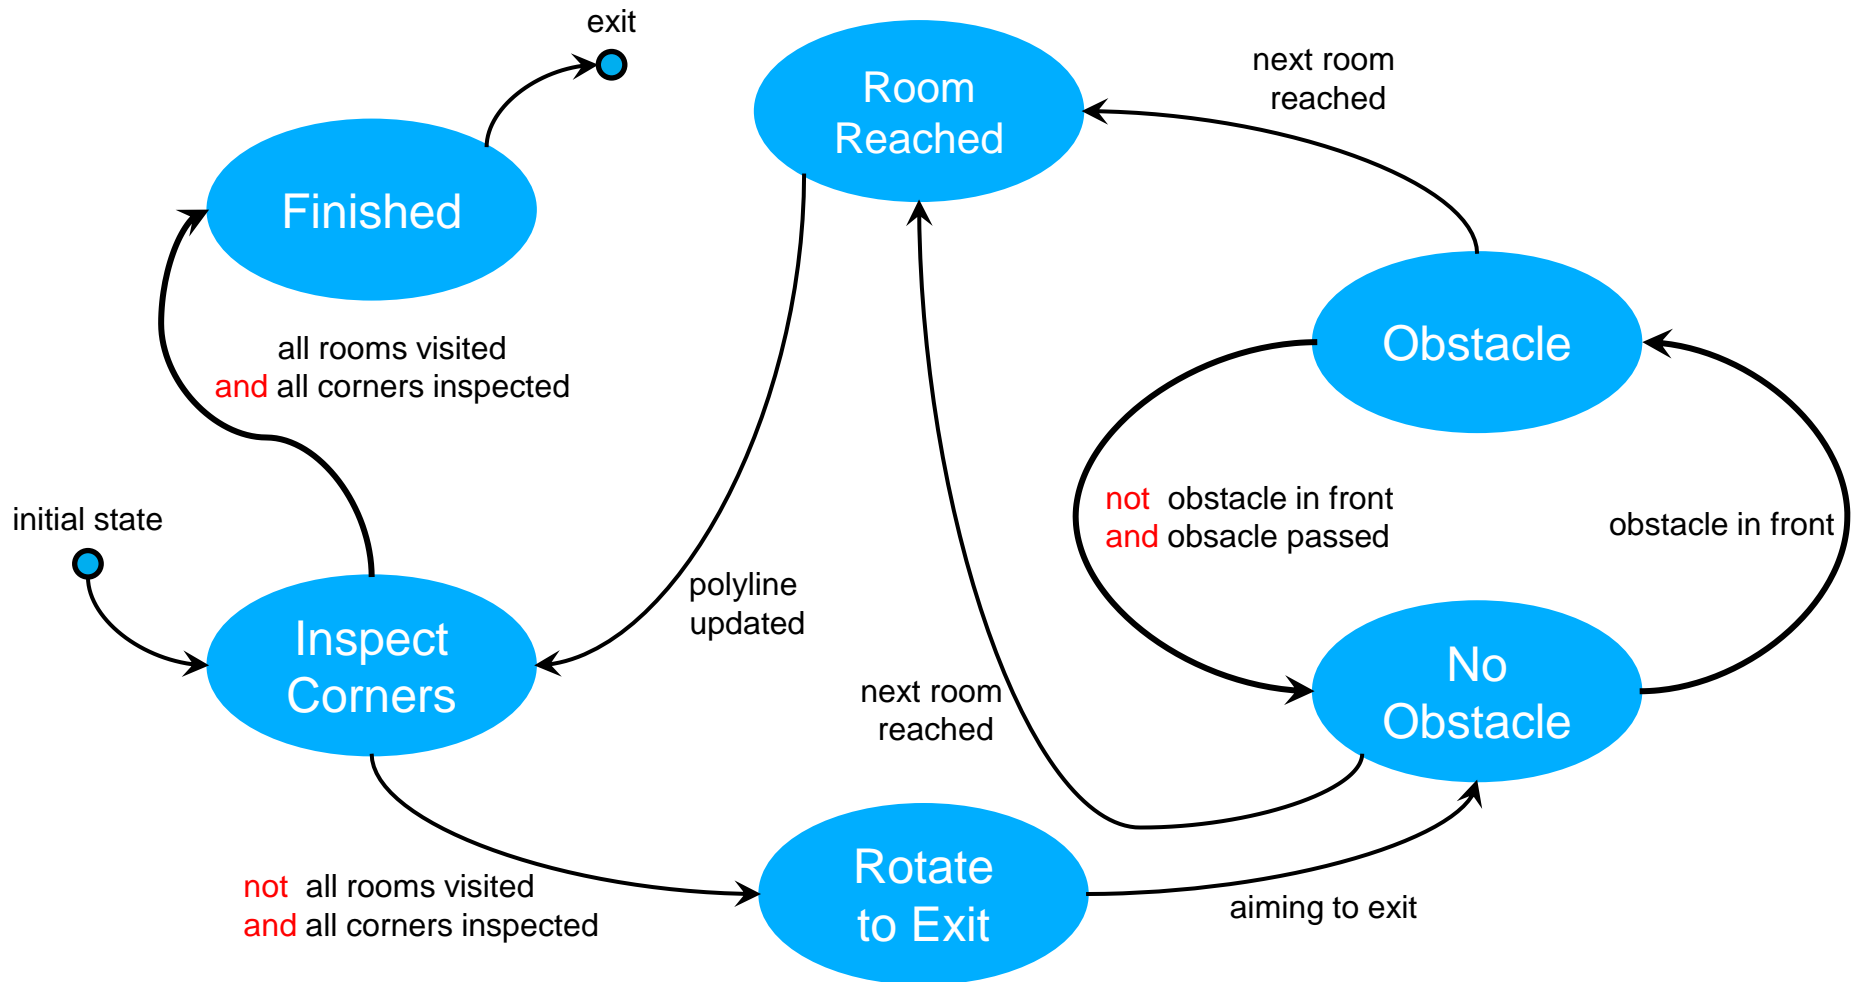 exit
Room
Reached
next room
reached
Finished
all rooms visited
and all corners inspected
Obstacle
initial state
not obstacle in front
and obsacle passed
obstacle in front
polyline
updated
Inspect
Corners
next room
reached
No
Obstacle
not all rooms visited
and all corners inspected
Rotate
to Exit
aiming to exit